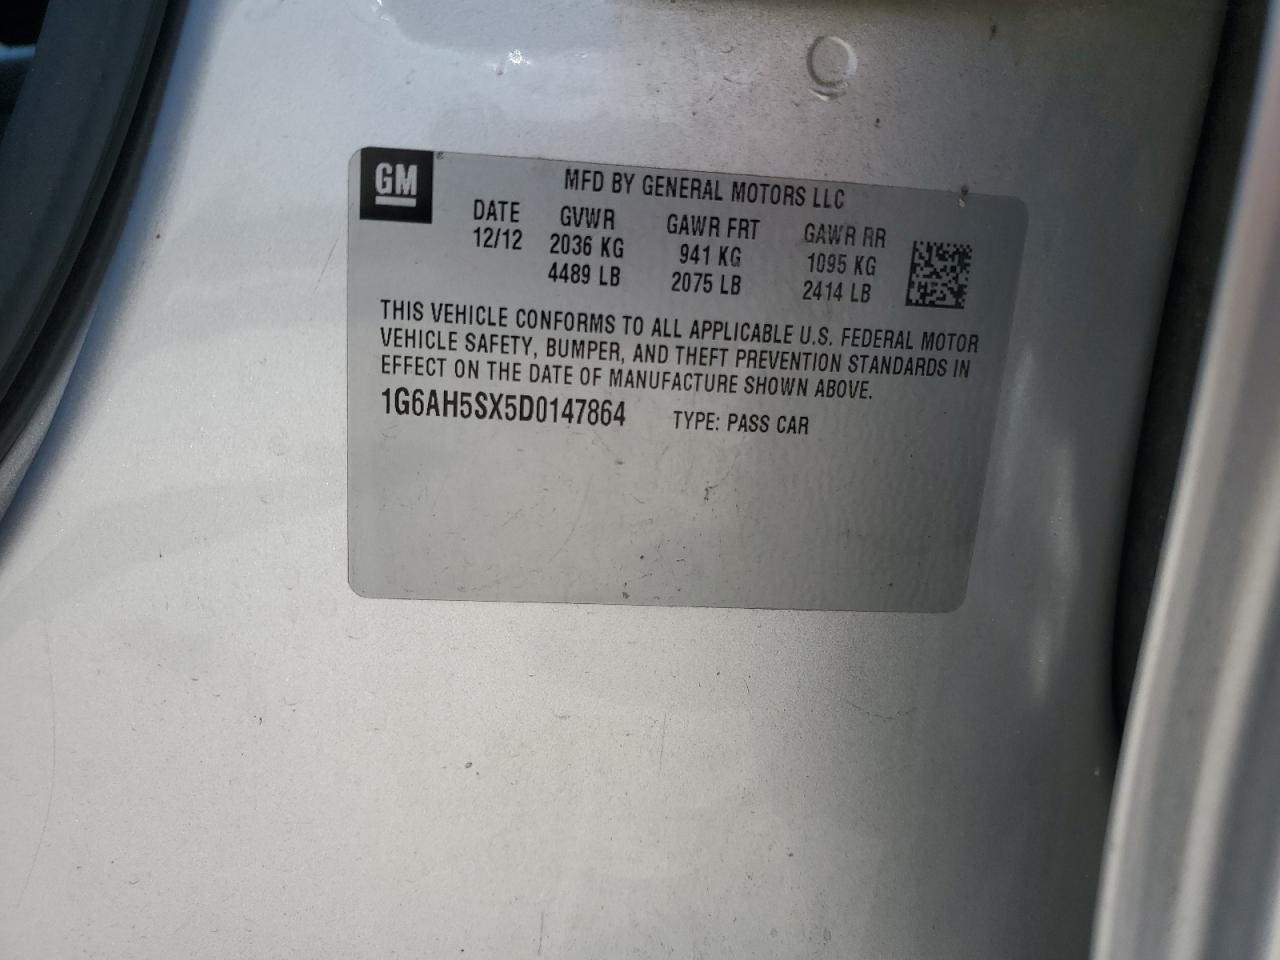 GM
MFD BY GENERAL MOTORS LLC
DATE GVWR GAWR FRT GAWR RR
12/12 2036 KG 941 KG 1095 KG
4489 LB 2075 LB 2414 LB
THIS VEHICLE CONFORMS TO ALL APPLICABLE U.S. FEDERAL MOTOR
VEHICLE SAFETY, BUMPER, AND THEFT PREVENTION STANDARDS IN
EFFECT ON THE DATE OF MANUFACTURE SHOWN ABOVE.
1G6AH5SX5D0147864 TYPE: PASS CAR